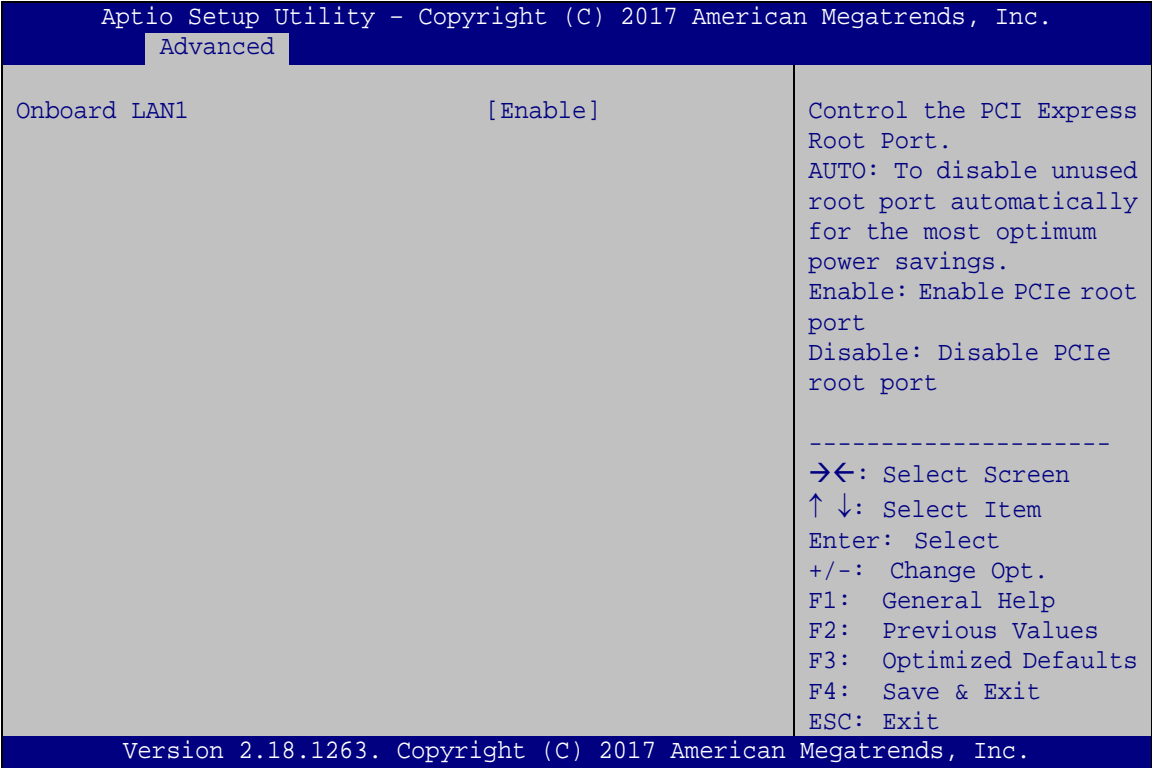 Aptio Setup Utility – Copyright (C) 2017 American Megatrends, Inc.
Advanced
Onboard LAN1 [Enable]
Control the PCI Express
Root Port.
AUTO: To disable unused
root port automatically
for the most optimum
power savings.
Enable: Enable PCIe root
port
Disable: Disable PCIe
root port
---------------------
→←: Select Screen
↑ ↓: Select Item
Enter: Select
+/-: Change Opt.
F1: General Help
F2: Previous Values
F3: Optimized Defaults
F4: Save & Exit
ESC: Exit
Version 2.18.1263. Copyright (C) 2017 American Megatrends, Inc.